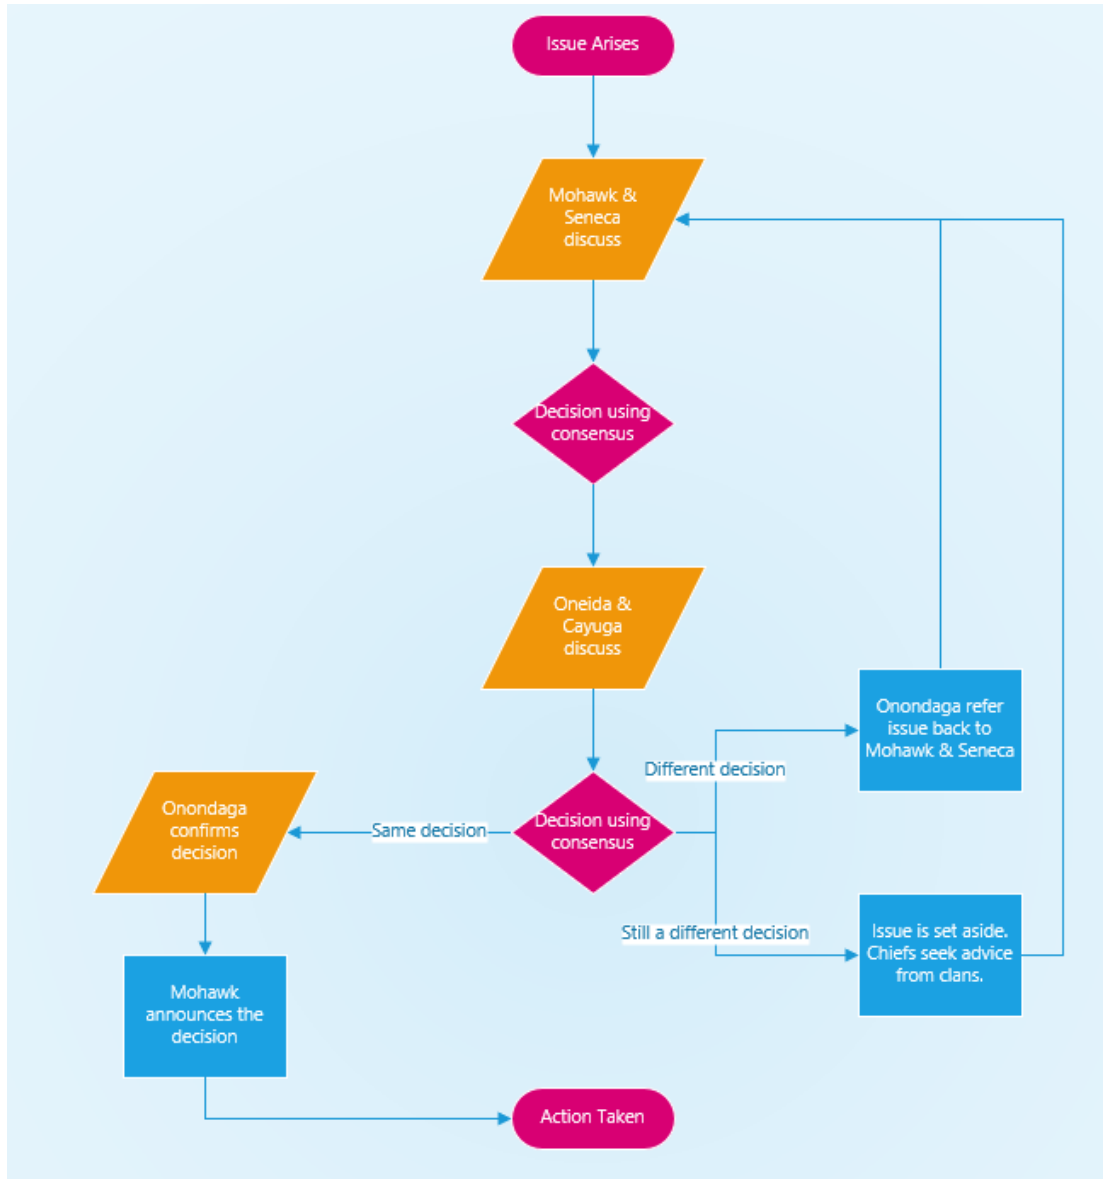 Issue Arises
Mohawk &
Seneca
discuss
Decision using
consensus
Oneida &
Cayuga
discuss
Onondaga refer
issue back to
Mohawk & Seneca
Different decision
Onondaga
confirms
decision
Same decision
Decision using
consensus
Still a different decision
Issue is set aside.
Chiefs seek advice
from clans.
Mohawk
announces the
decision
Action Taken